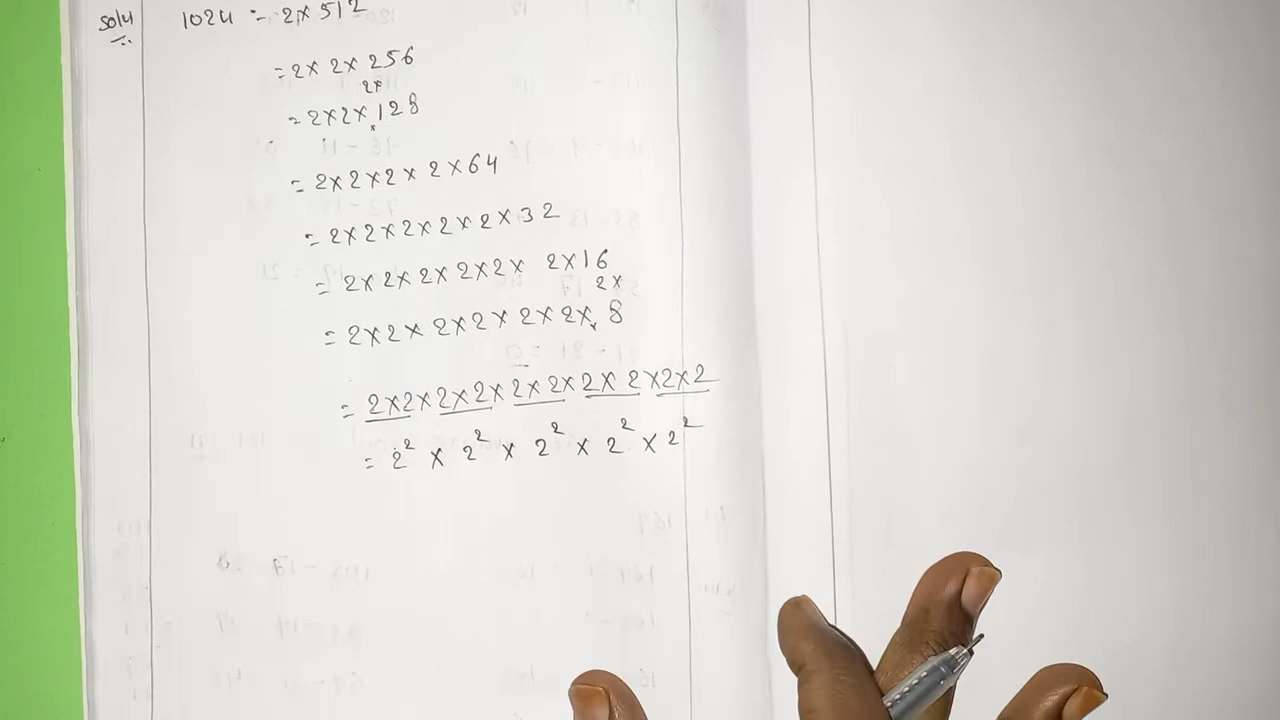 Soln 1024 = 2 × 512
= 2 × 2 × 256
2×
= 2 × 2 × 128
= 2 × 2 × 2 × 2 × 64
= 2 × 2 × 2 × 2 × 2 × 32
= 2 × 2 × 2 × 2 × 2 × 2 × 16
2×
= 2 × 2 × 2 × 2 × 2 × 2 × 8
= 2 × 2 × 2 × 2 × 2 × 2 × 2 × 2 × 2 × 2
= 2² × 2² × 2² × 2² × 2²